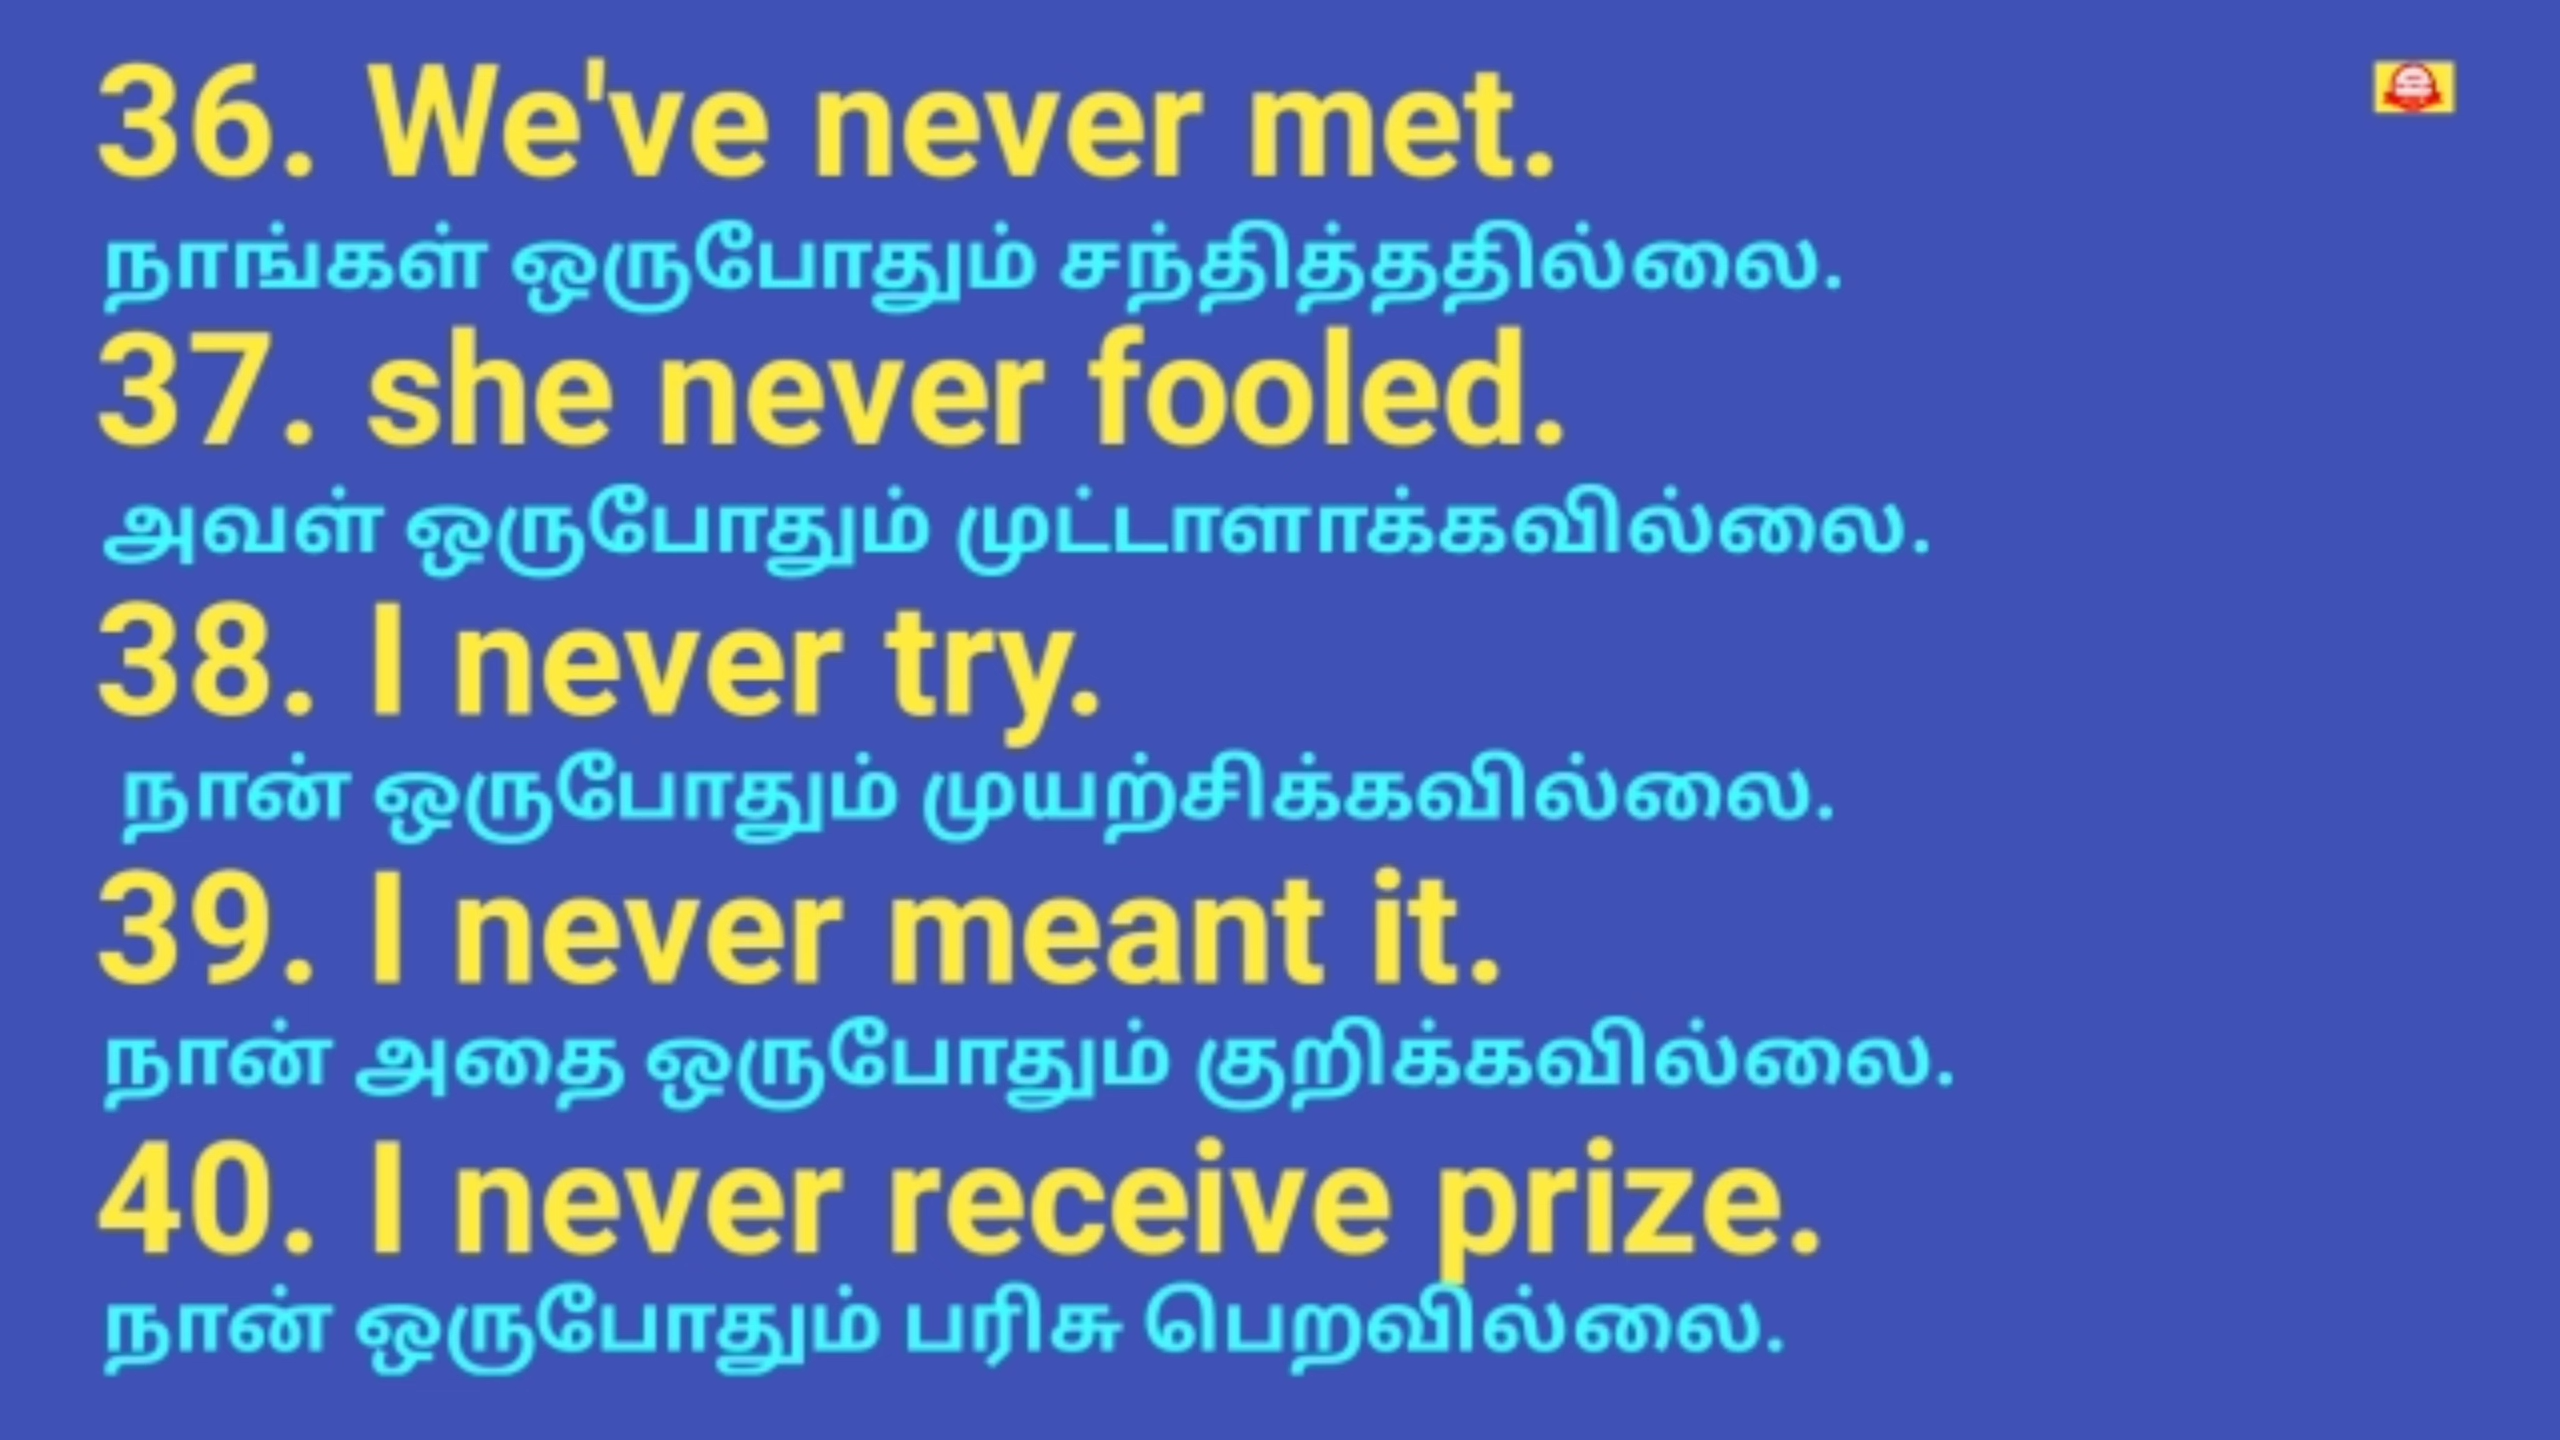 36. We've never met.
நாங்கள் ஒருபோதும் சந்தித்ததில்லை.
37. she never fooled.
அவள் ஒருபோதும் முட்டாளாக்கவில்லை.
38. I never try.
நான் ஒருபோதும் முயற்சிக்கவில்லை.
39. I never meant it.
நான் அதை ஒருபோதும் குறிக்கவில்லை.
40. I never receive prize.
நான் ஒருபோதும் பரிசு பெறவில்லை.